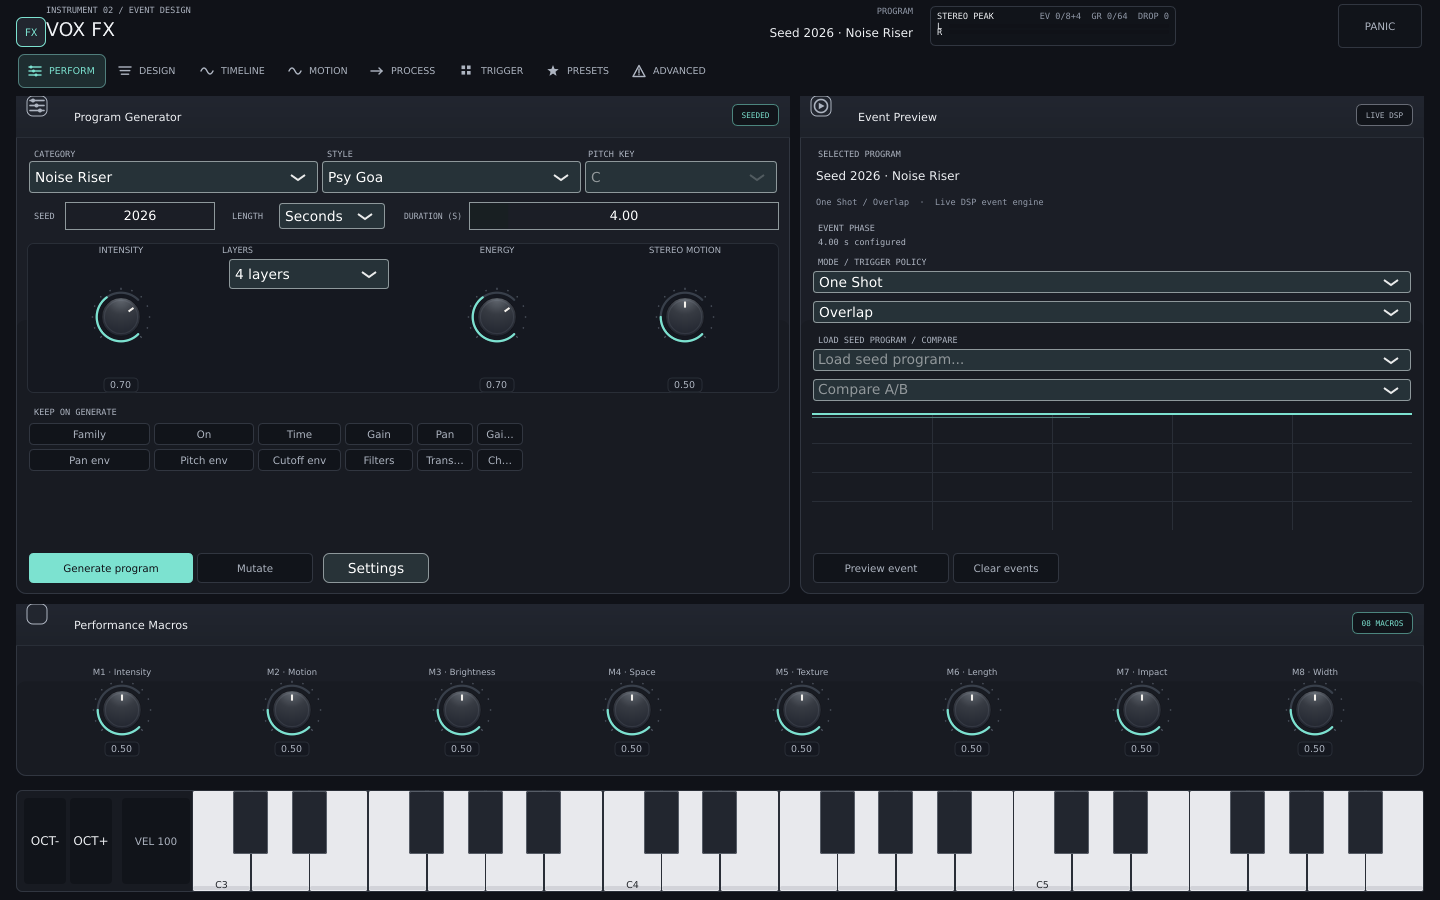 INSTRUMENT 02 / EVENT DESIGN
FX
VOX FX
PROGRAM
Seed 2026 · Noise Riser
STEREO PEAK EV 0/8+4 GR 0/64 DROP 0
L
R
PANIC
PERFORM DESIGN TIMELINE MOTION PROCESS TRIGGER PRESETS ADVANCED
Program Generator
SEEDED
CATEGORY STYLE PITCH KEY
Noise Riser Psy Goa C
SEED 2026 LENGTH Seconds DURATION (S) 4.00
INTENSITY LAYERS ENERGY STEREO MOTION
4 layers
0.70 0.70 0.50
KEEP ON GENERATE
Family On Time Gain Pan Gai...
Pan env Pitch env Cutoff env Filters Trans... Ch...
Generate program Mutate Settings
Event Preview
LIVE DSP
SELECTED PROGRAM
Seed 2026 · Noise Riser
One Shot / Overlap · Live DSP event engine
EVENT PHASE
4.00 s configured
MODE / TRIGGER POLICY
One Shot
Overlap
LOAD SEED PROGRAM / COMPARE
Load seed program...
Compare A/B
Preview event Clear events
Performance Macros
08 MACROS
M1 · Intensity M2 · Motion M3 · Brightness M4 · Space M5 · Texture M6 · Length M7 · Impact M8 · Width
0.50 0.50 0.50 0.50 0.50 0.50 0.50 0.50
OCT- OCT+ VEL 100
C3 C4 C5